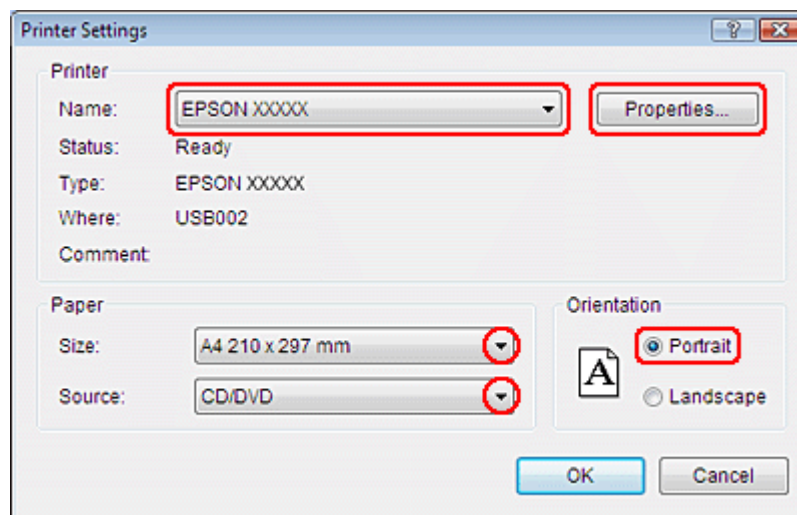 Printer Settings
Printer
Name: EPSON XXXXX Properties...
Status: Ready
Type: EPSON XXXXX
Where: USB002
Comment:
Paper
Size: A4 210 x 297 mm
Source: CD/DVD
Orientation
A
Portrait
Landscape
OK Cancel